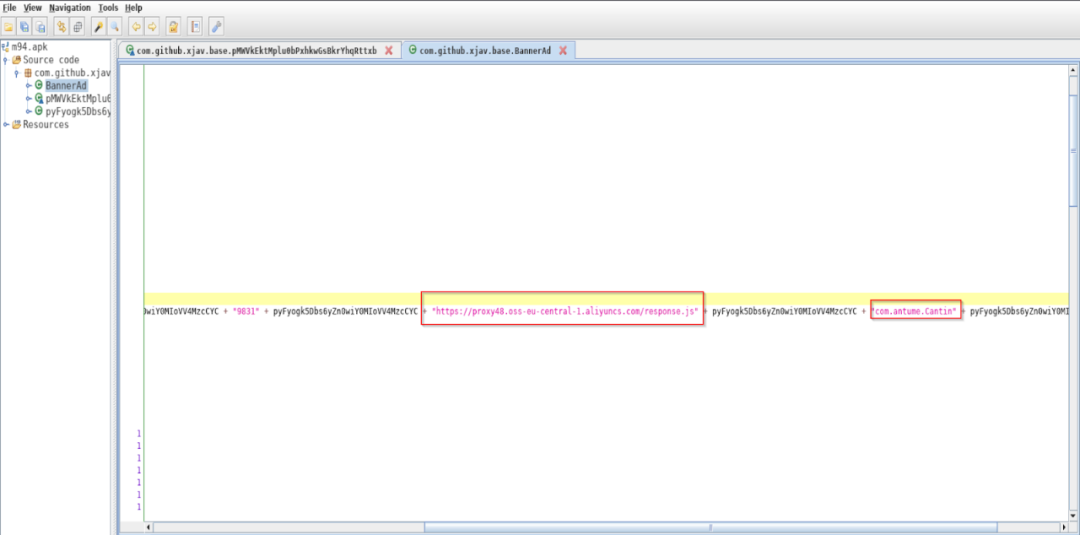 File View Navigation Tools Help
m94.apk
Source code
com.github.xjav
BannerAd
pMWVkEktMplu0
pyFyogk5Dbs6y
Resources
com.github.xjav.base.pMWVkEktMplu0bPxhkwGsBkrYhqRttxb com.github.xjav.base.BannerAd
0wiY0MIoVV4MzcCYC + "9831" + pyFyogk5Dbs6yZn0wiY0MIoVV4MzcCYC + "https://proxy48.oss-eu-central-1.aliyuncs.com/response.js" + pyFyogk5Dbs6yZn0wiY0MIoVV4MzcCYC + "com.antume.Cantin" + pyFyogk5Dbs6yZn0wiY0MI
1
1
1
1
1
1
1